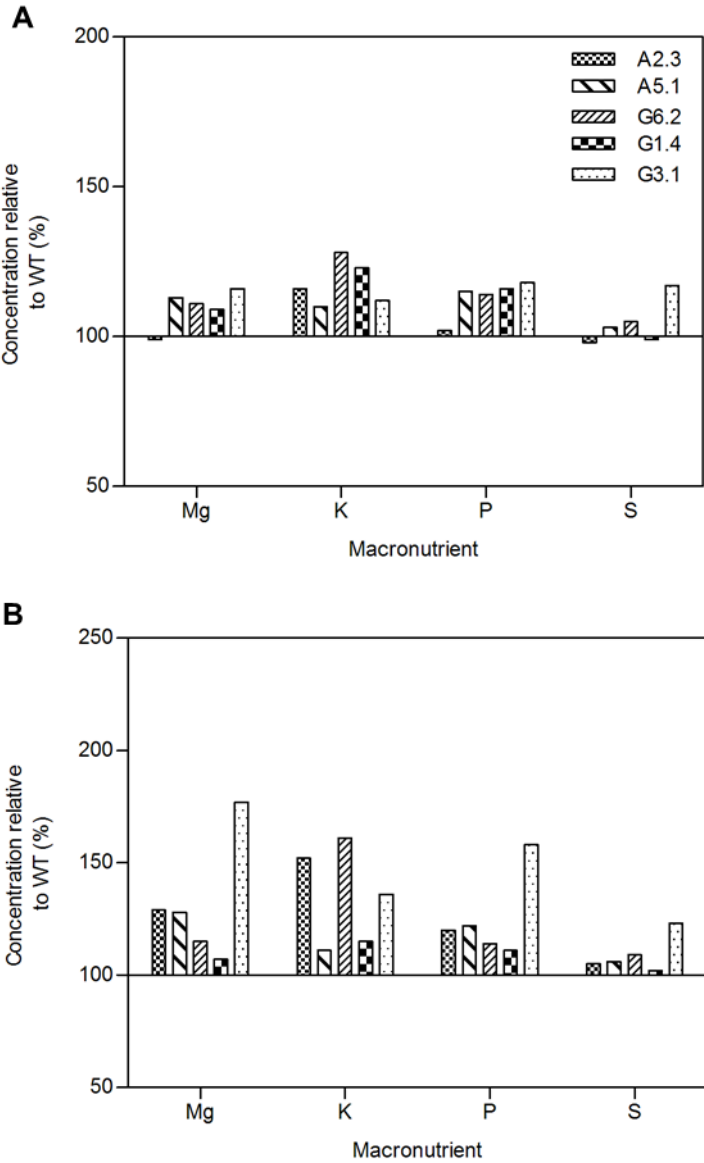 A
200
150
100
50
Concentration relative
to WT (%)
A2.3
A5.1
G6.2
G1.4
G3.1
Mg K P S
Macronutrient
B
250
200
150
100
50
Concentration relative
to WT (%)
Mg K P S
Macronutrient